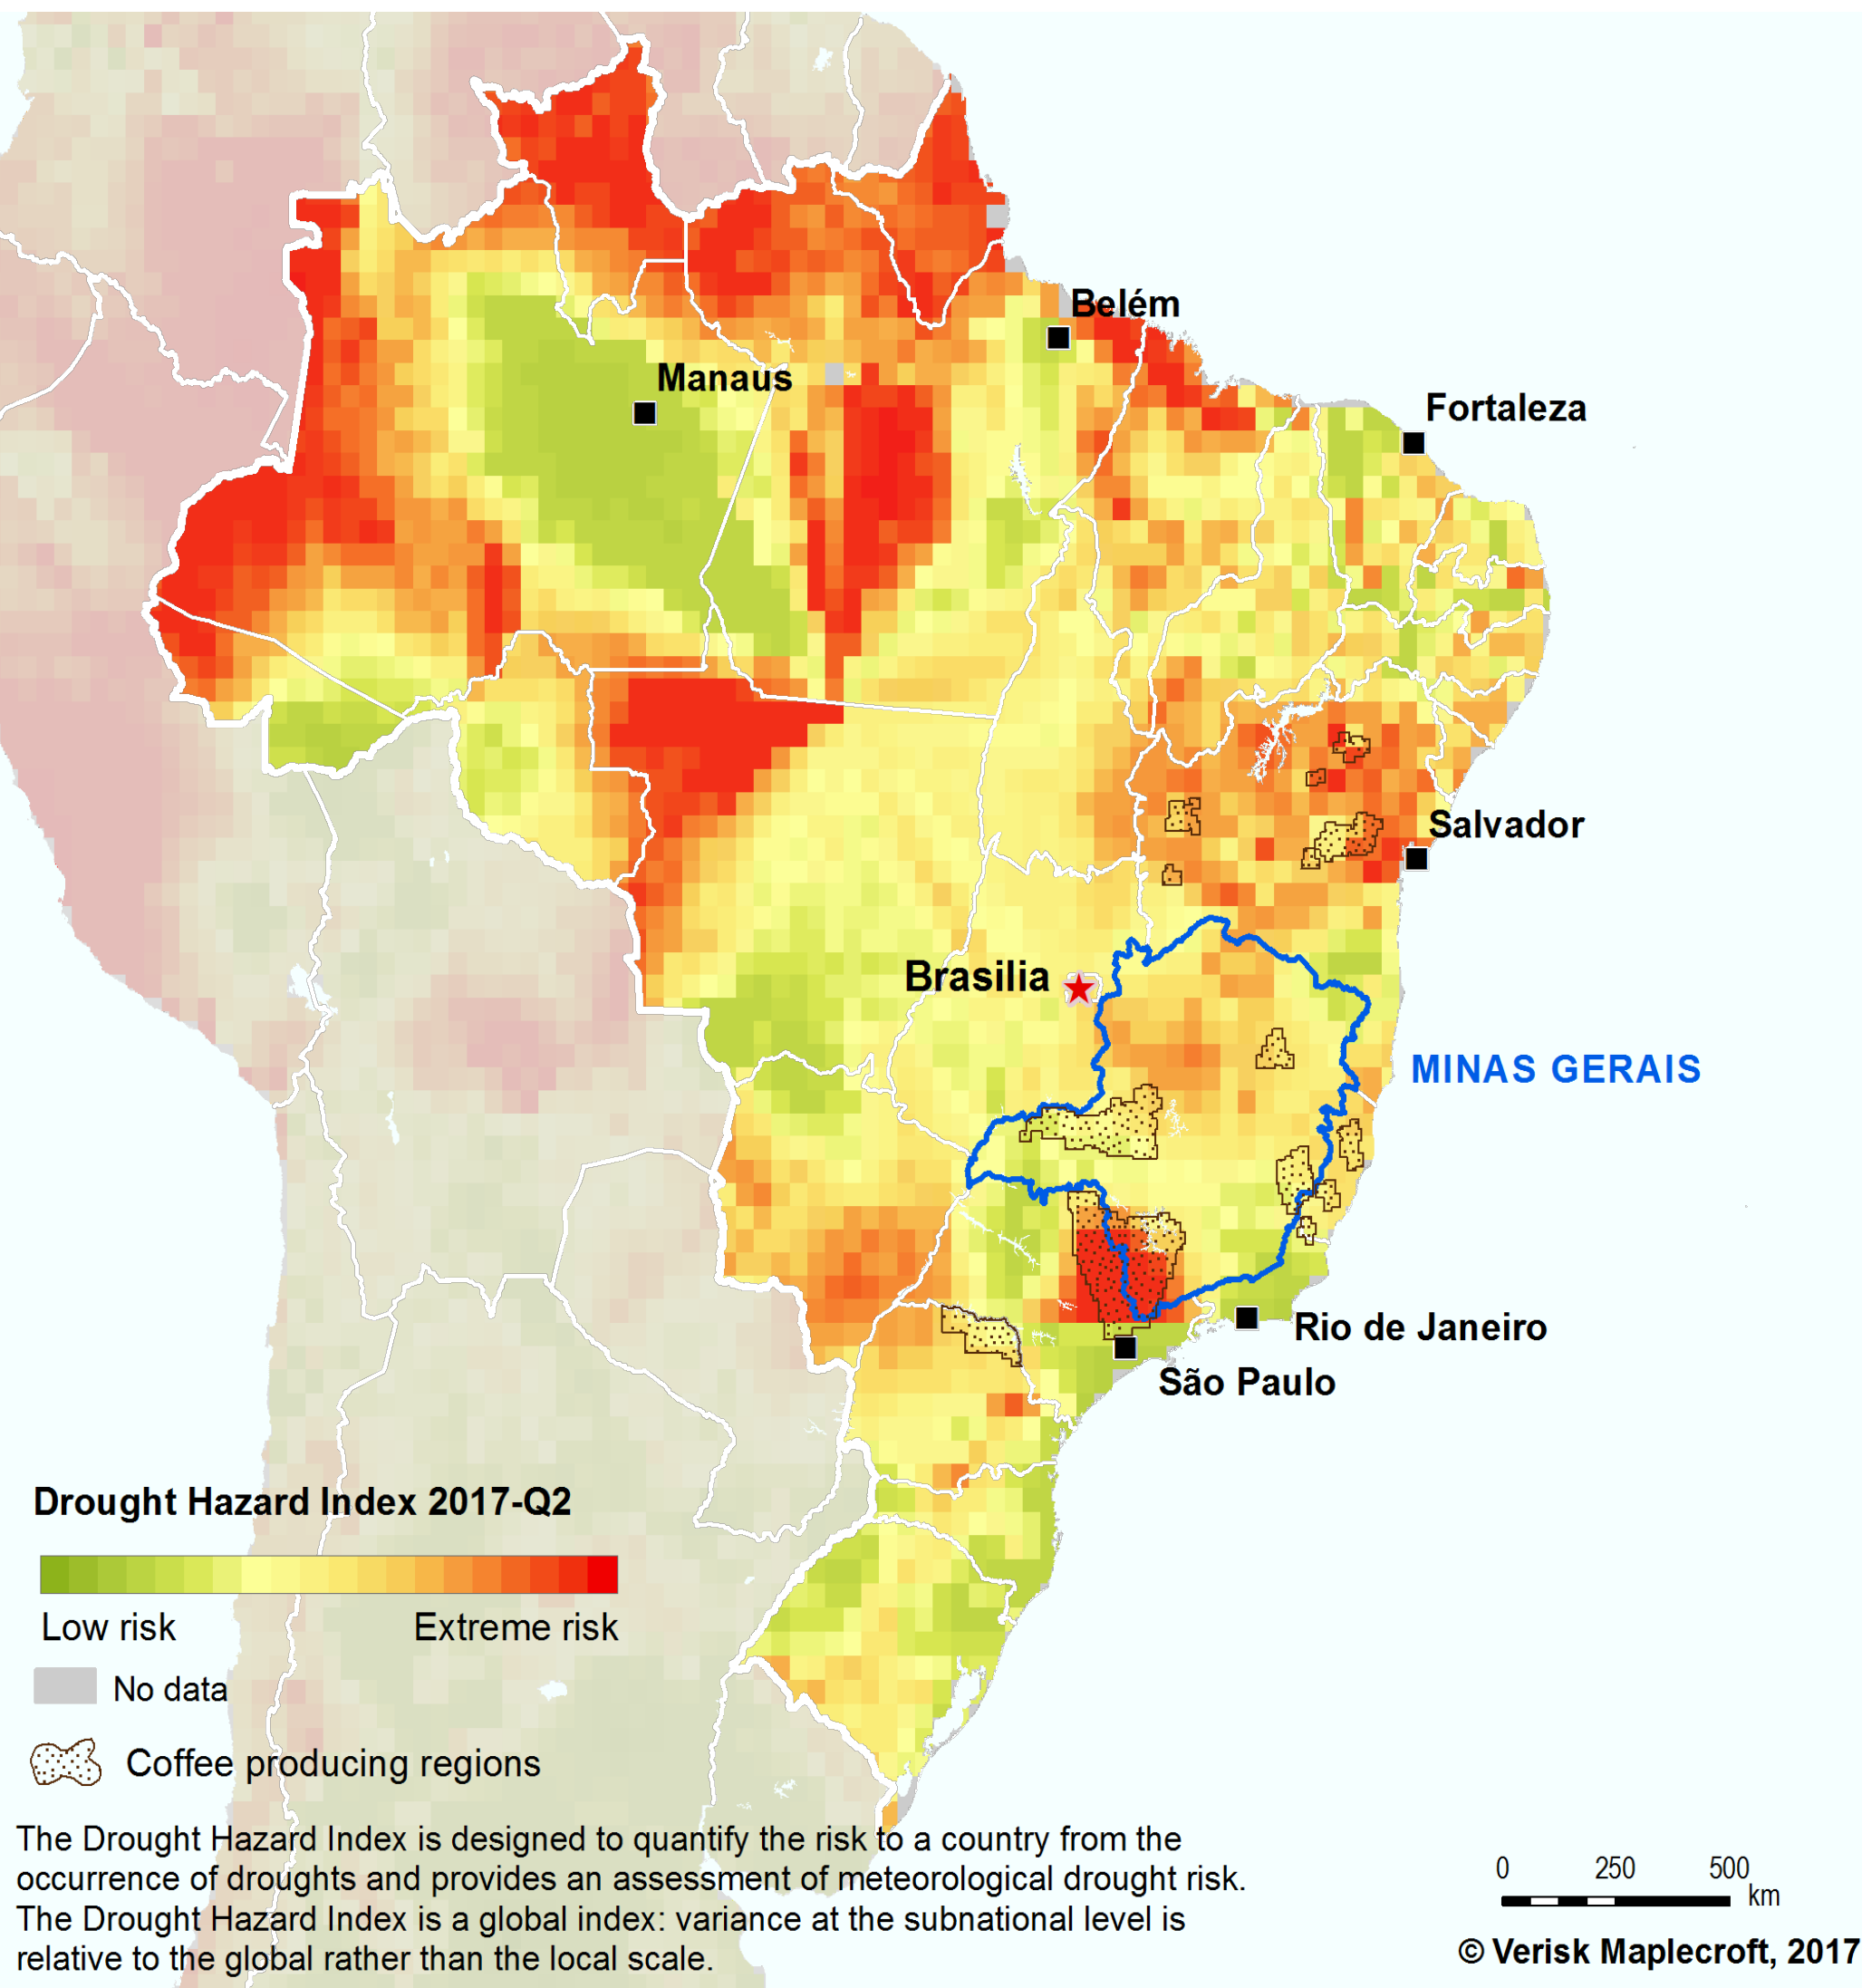 Belém
Manaus
Fortaleza
Salvador
Brasilia
MINAS GERAIS
Rio de Janeiro
São Paulo
Drought Hazard Index 2017-Q2
Low risk Extreme risk
No data
Coffee producing regions
The Drought Hazard Index is designed to quantify the risk to a country from the
occurrence of droughts and provides an assessment of meteorological drought risk.
The Drought Hazard Index is a global index: variance at the subnational level is
relative to the global rather than the local scale.
0 250 500
km
© Verisk Maplecroft, 2017